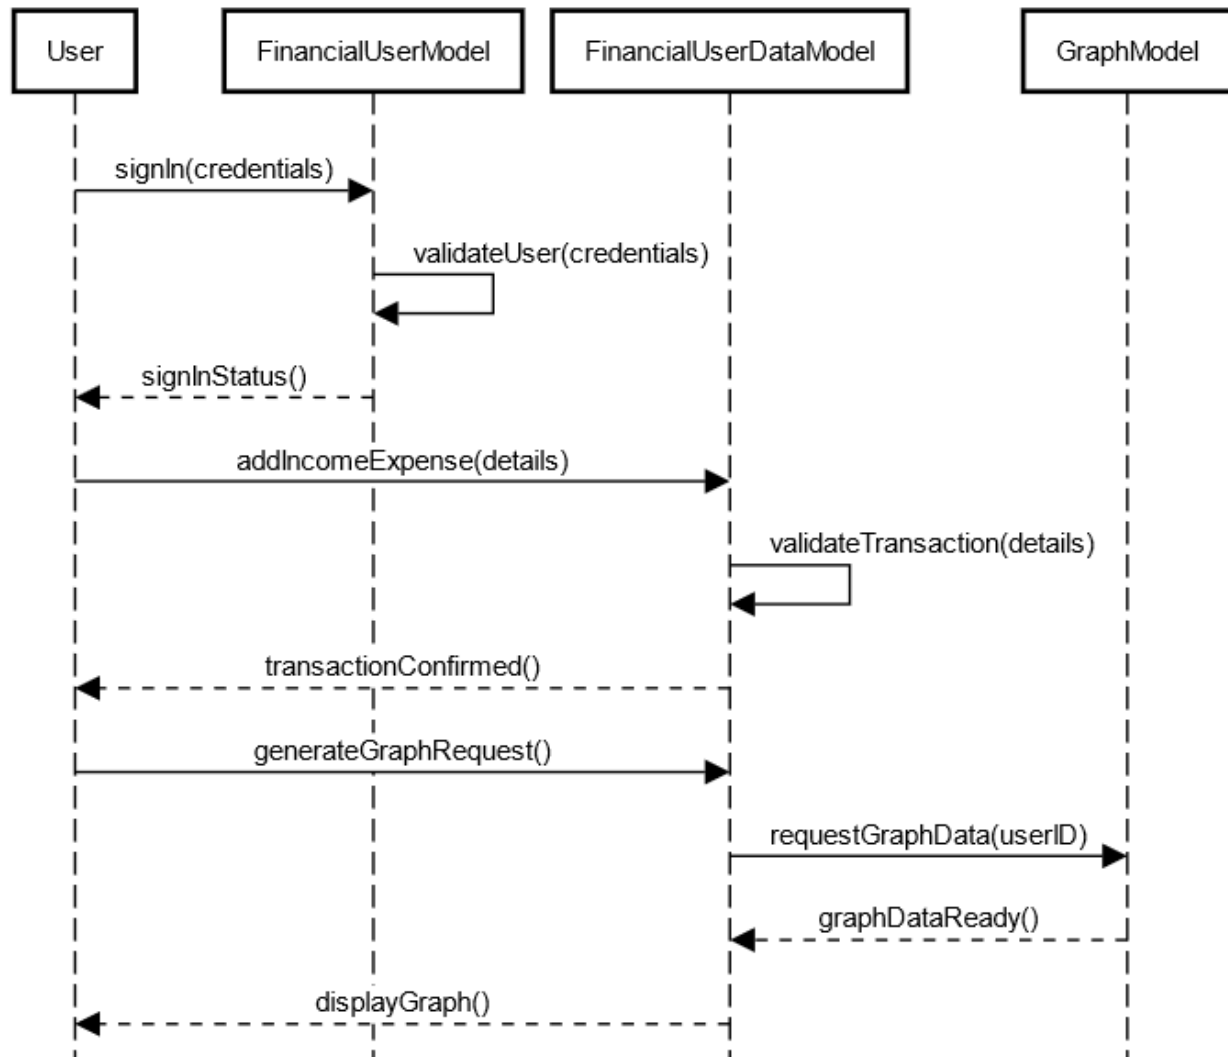 User
FinancialUserModel
FinancialUserDataModel
GraphModel
signIn(credentials)
validateUser(credentials)
signInStatus()
addIncomeExpense(details)
validateTransaction(details)
transactionConfirmed()
generateGraphRequest()
requestGraphData(userID)
graphDataReady()
displayGraph()